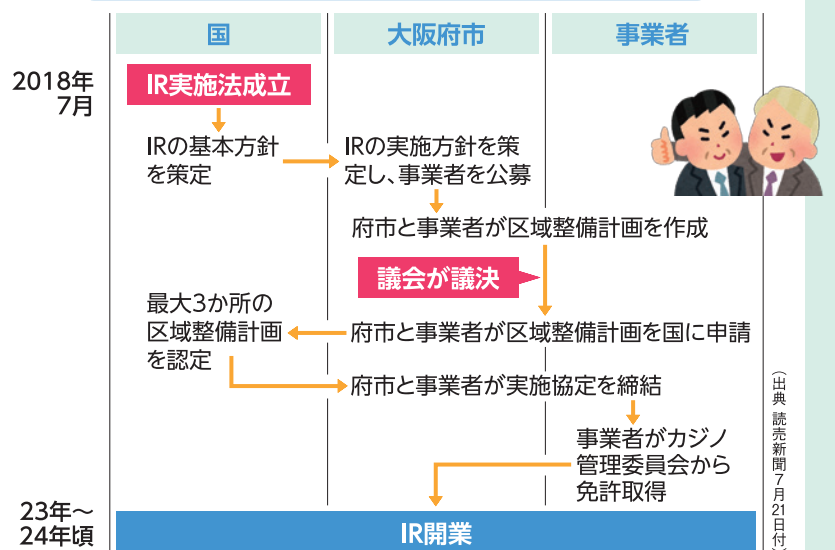 国
大阪府市
事業者
2018年
7月
IR実施法成立
IRの基本方針
を策定
IRの実施方針を策
定し、事業者を公募
府市と事業者が区域整備計画を作成
議会が議決
最大3か所の
区域整備計画
を認定
府市と事業者が区域整備計画を国に申請
府市と事業者が実施協定を締結
事業者がカジノ
管理委員会から
免許取得
23年〜
24年頃
IR開業
（出典 読売新聞7月21日付）